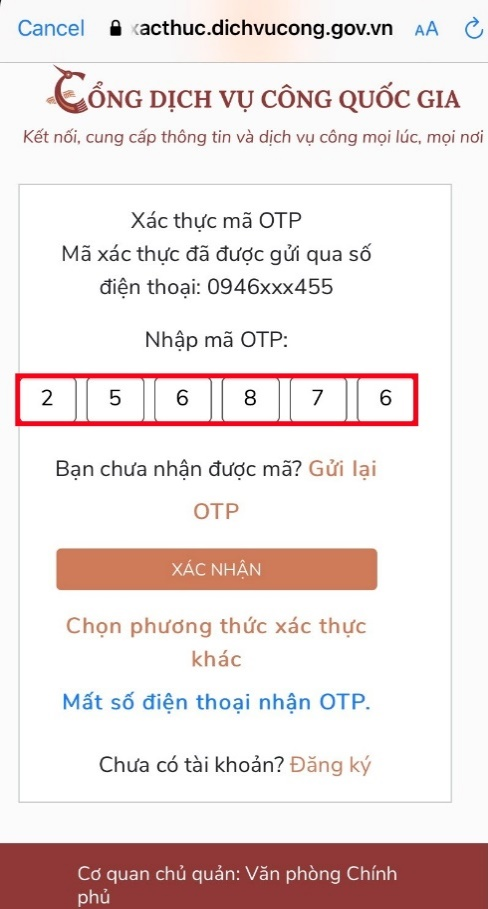 Cancel xacthuc.dichvucong.gov.vn AA
CỔNG DỊCH VỤ CÔNG QUỐC GIA
Kết nối, cung cấp thông tin và dịch vụ công mọi lúc, mọi nơi
Xác thực mã OTP
Mã xác thực đã được gửi qua số
điện thoại: 0946xxx455
Nhập mã OTP:
2 5 6 8 7 6
Bạn chưa nhận được mã? Gửi lại
OTP
XÁC NHẬN
Chọn phương thức xác thực
khác
Mất số điện thoại nhận OTP.
Chưa có tài khoản? Đăng ký
Cơ quan chủ quản: Văn phòng Chính
phủ